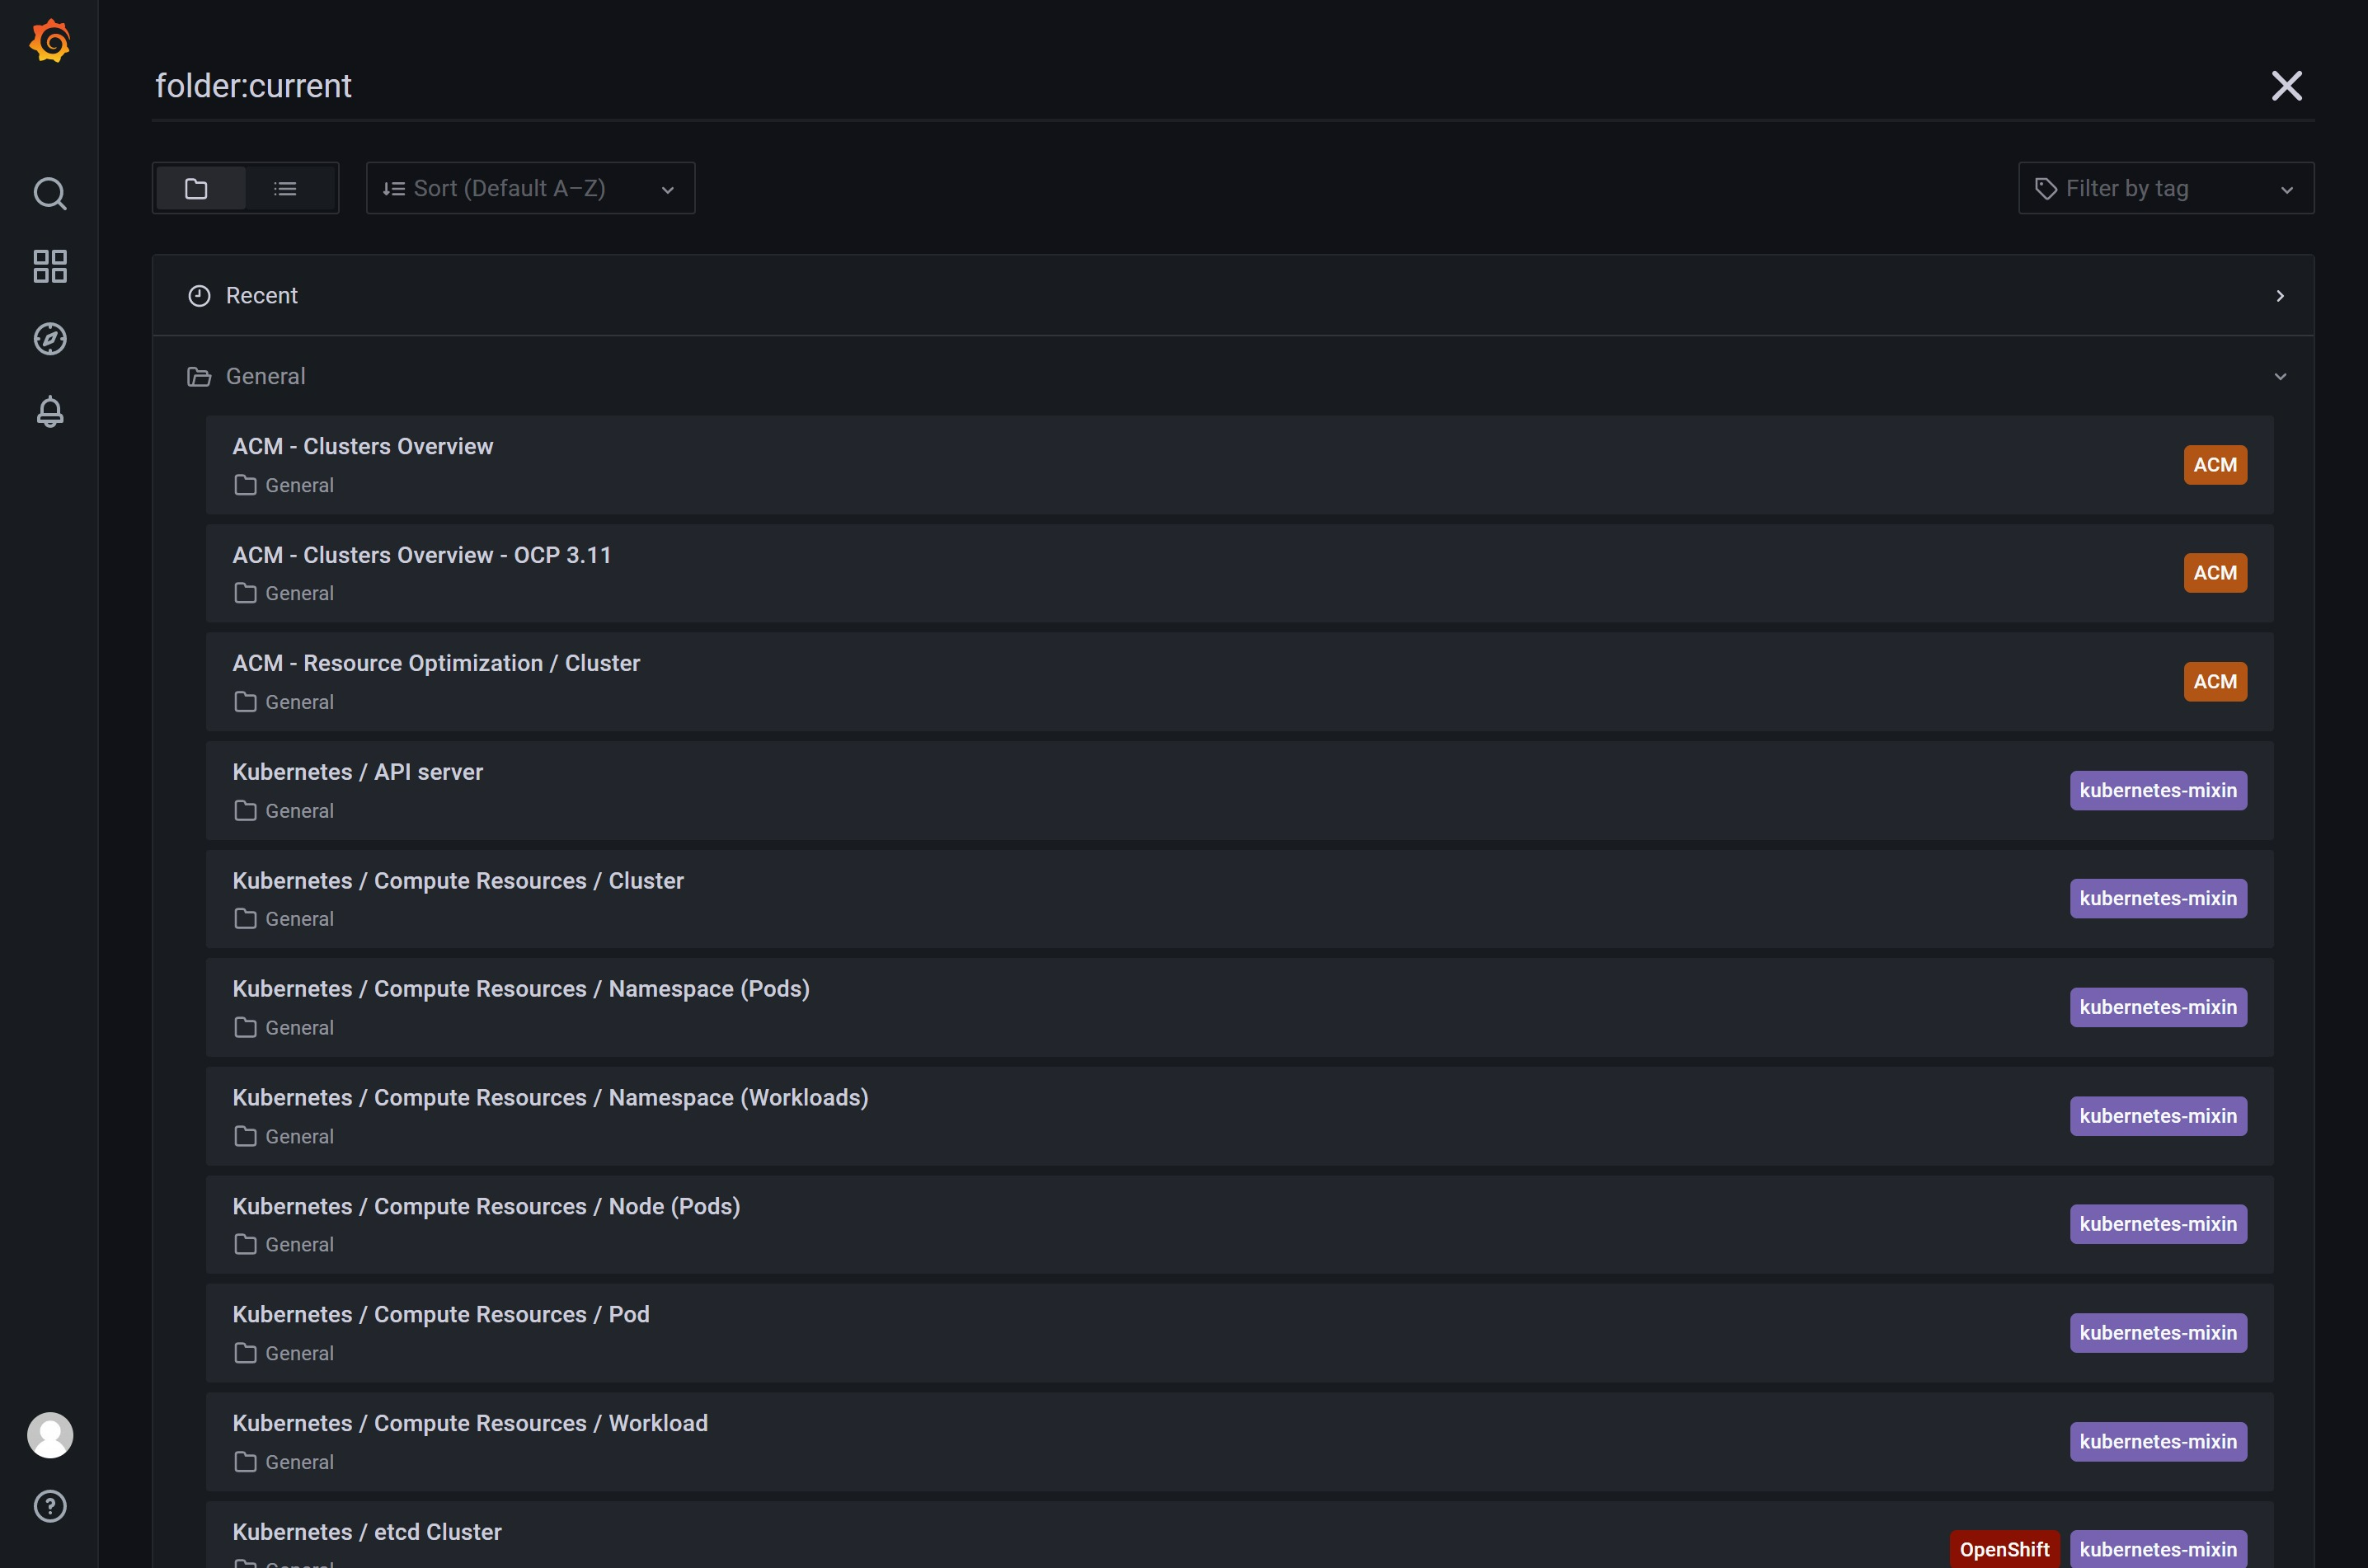 folder:current
Sort (Default A–Z)
Filter by tag
Recent
General
ACM - Clusters Overview
General
ACM
ACM - Clusters Overview - OCP 3.11
General
ACM
ACM - Resource Optimization / Cluster
General
ACM
Kubernetes / API server
General
kubernetes-mixin
Kubernetes / Compute Resources / Cluster
General
kubernetes-mixin
Kubernetes / Compute Resources / Namespace (Pods)
General
kubernetes-mixin
Kubernetes / Compute Resources / Namespace (Workloads)
General
kubernetes-mixin
Kubernetes / Compute Resources / Node (Pods)
General
kubernetes-mixin
Kubernetes / Compute Resources / Pod
General
kubernetes-mixin
Kubernetes / Compute Resources / Workload
General
kubernetes-mixin
Kubernetes / etcd Cluster
General
OpenShift
kubernetes-mixin